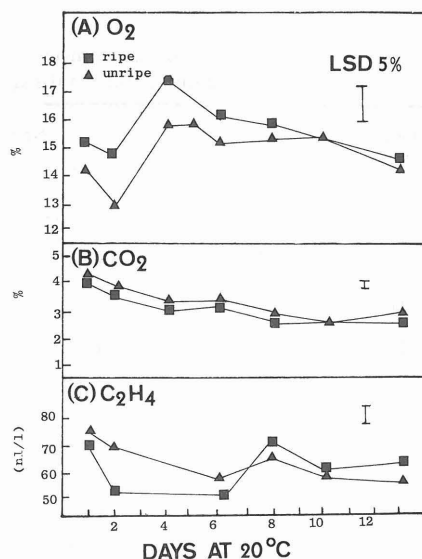 (A) O2
ripe
unripe
LSD 5%
18
17
16
15
14
13
12
%
(B) CO2
5
4
3
2
1
%
(C) C2H4
80
70
60
50
(nl/l)
2 4 6 8 10 12
DAYS AT 20°C